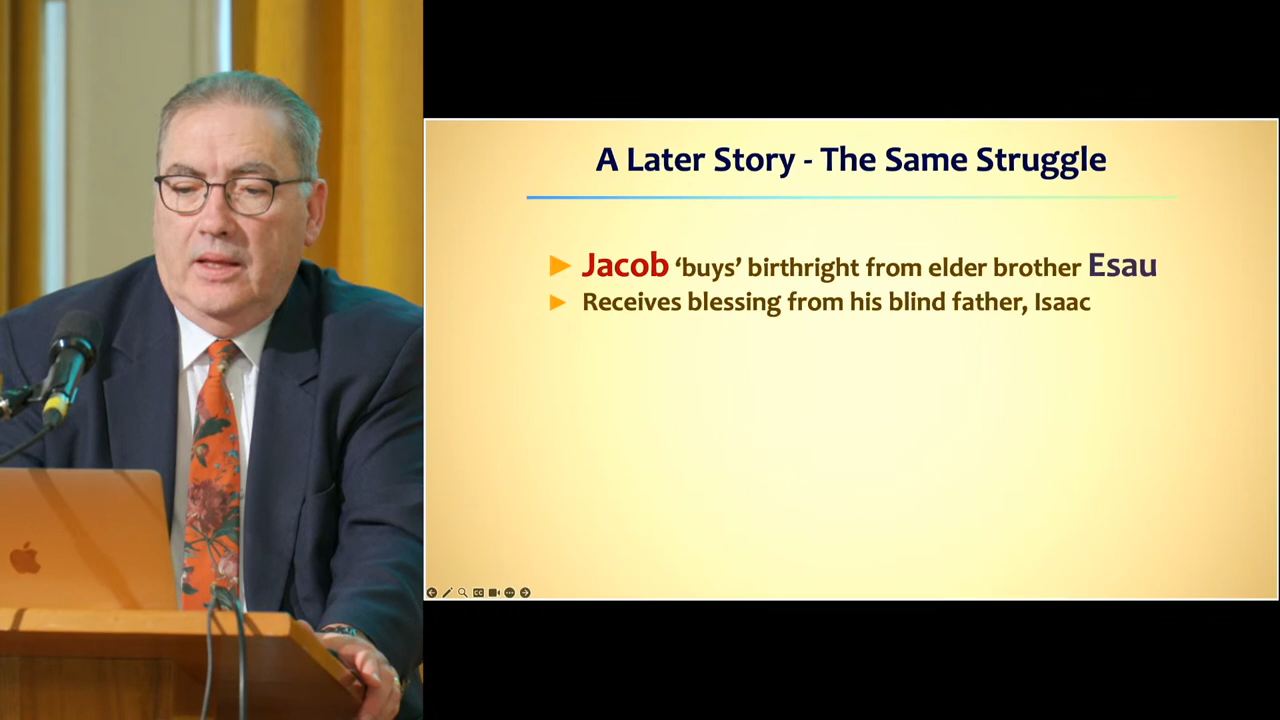 A Later Story - The Same Struggle
Jacob ‘buys’ birthright from elder brother Esau
Receives blessing from his blind father, Isaac